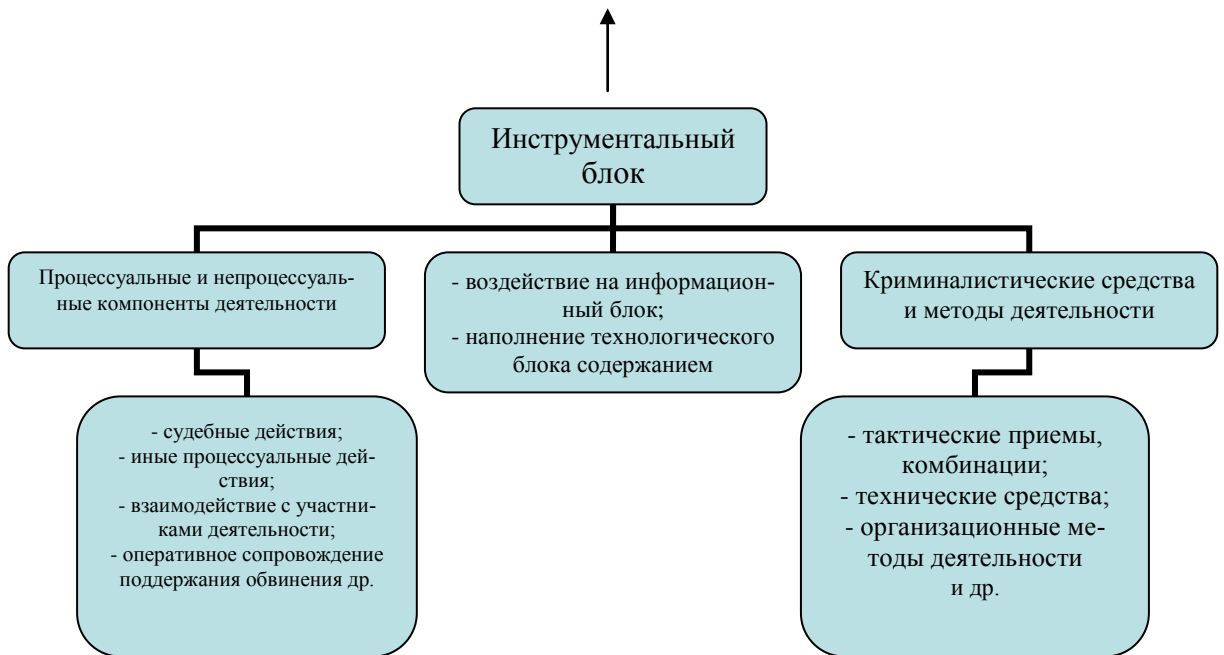 Инструментальный
блок
Процессуальные и непроцессуаль-
ные компоненты деятельности
- воздействие на информацион-
ный блок;
- наполнение технологического
блока содержанием
Криминалистические средства
и методы деятельности
- судебные действия;
- иные процессуальные дей-
ствия;
- взаимодействие с участни-
ками деятельности;
- оперативное сопровождение
поддержания обвинения др.
- тактические приемы,
комбинации;
- технические средства;
- организационные ме-
тоды деятельности
и др.